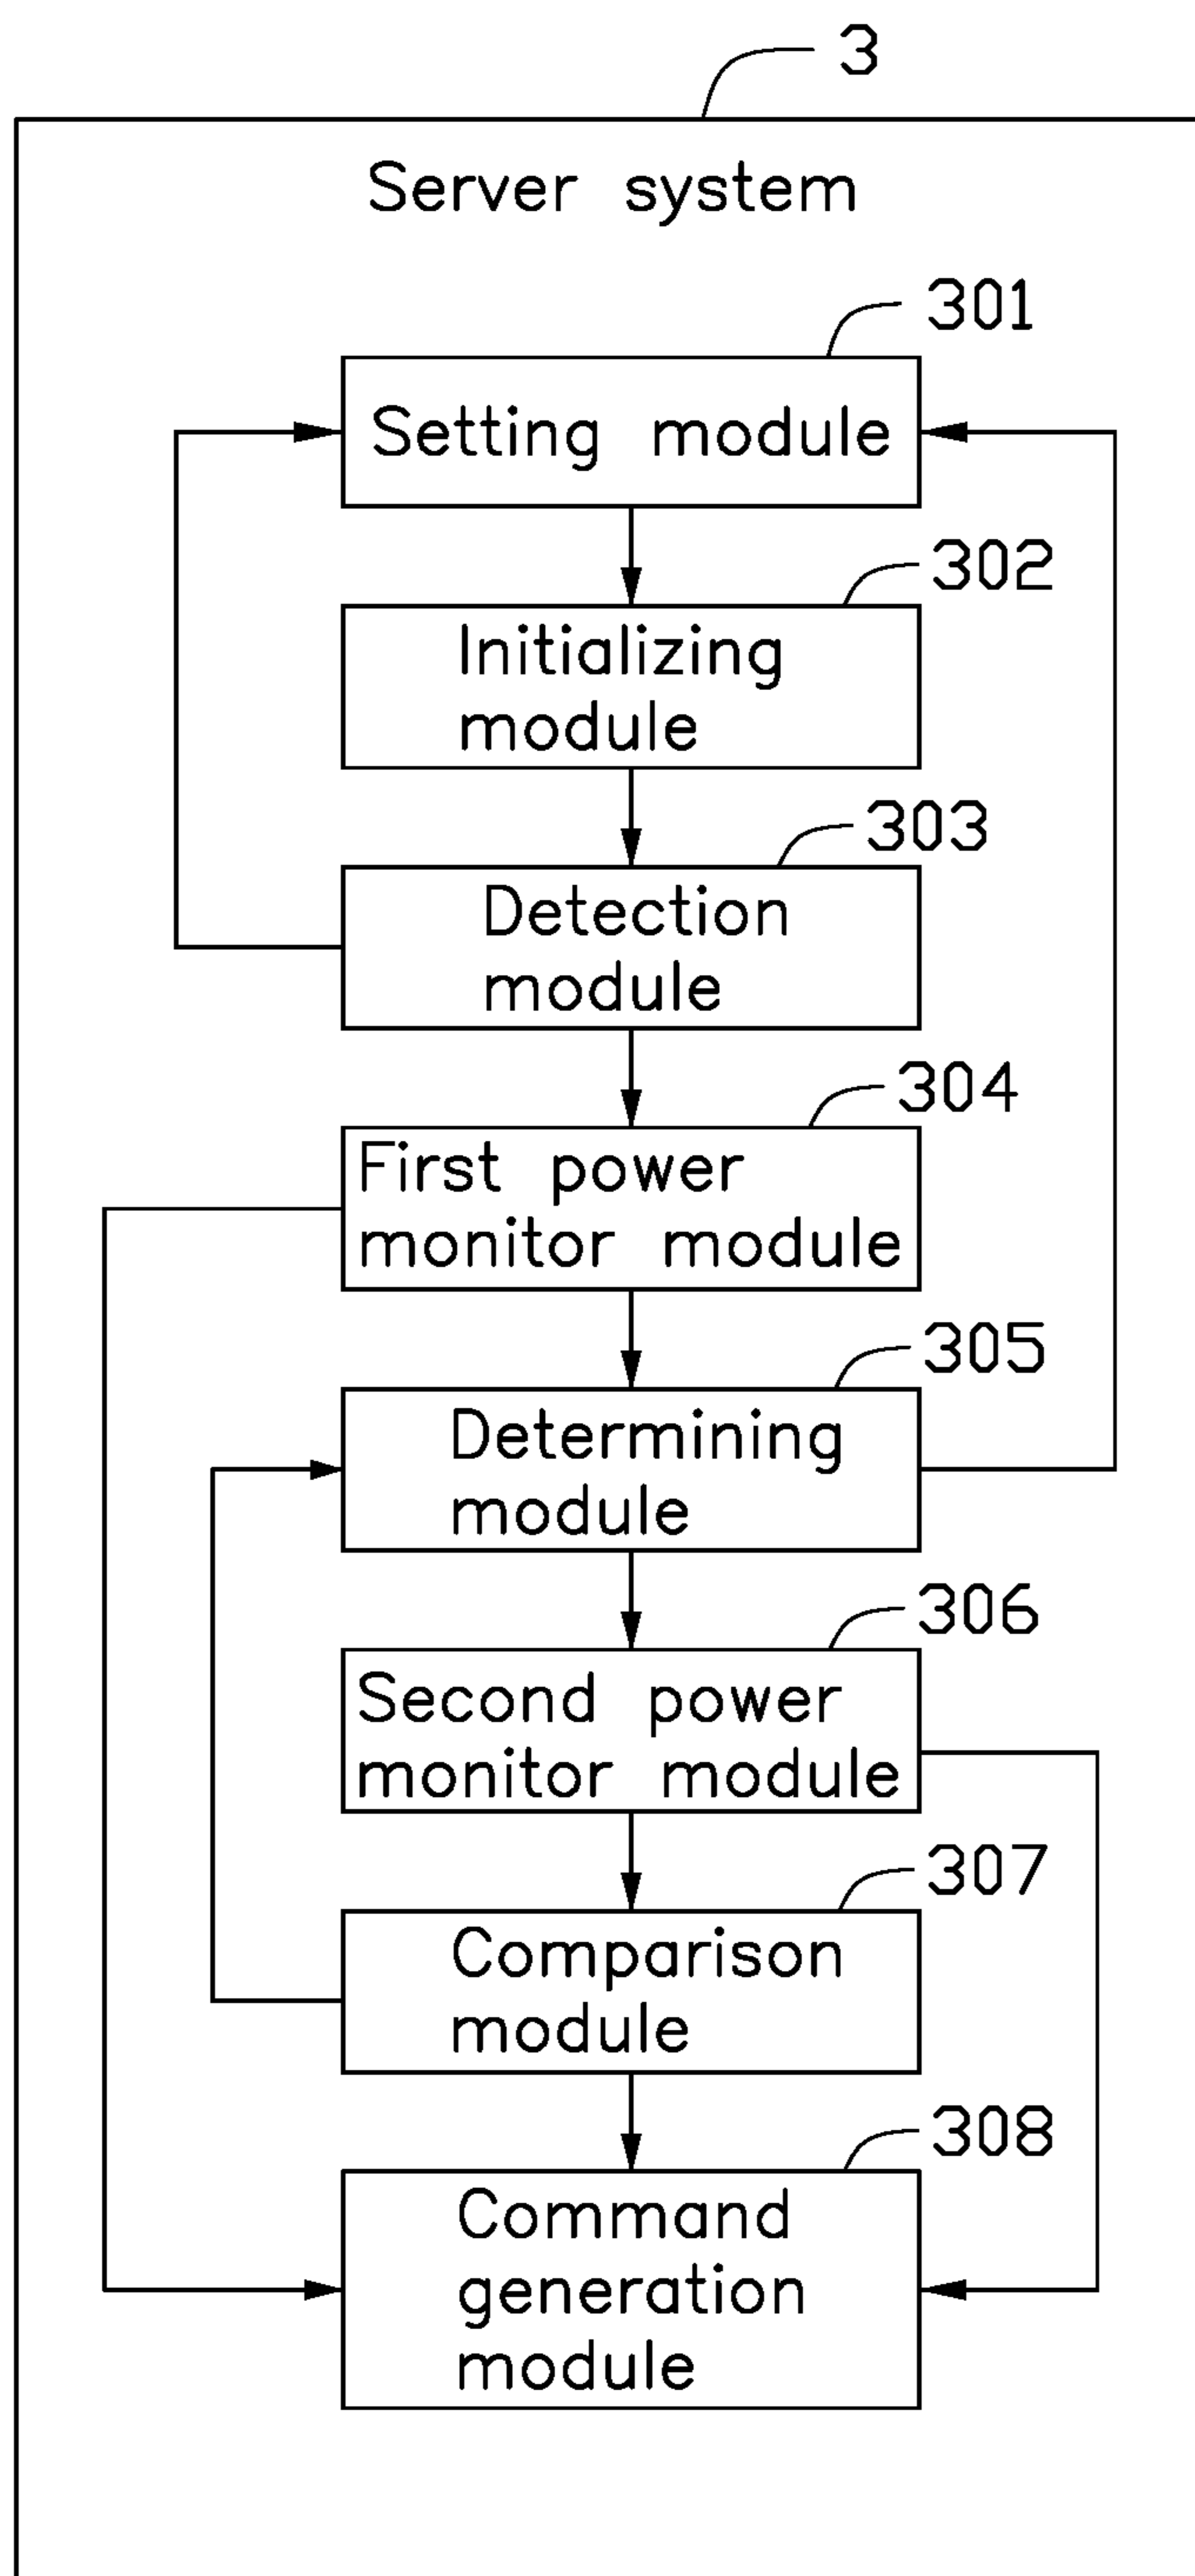 3
Server system
301
Setting module
302
Initializing
module
303
Detection
module
304
First power
monitor module
305
Determining
module
306
Second power
monitor module
307
Comparison
module
308
Command
generation
module